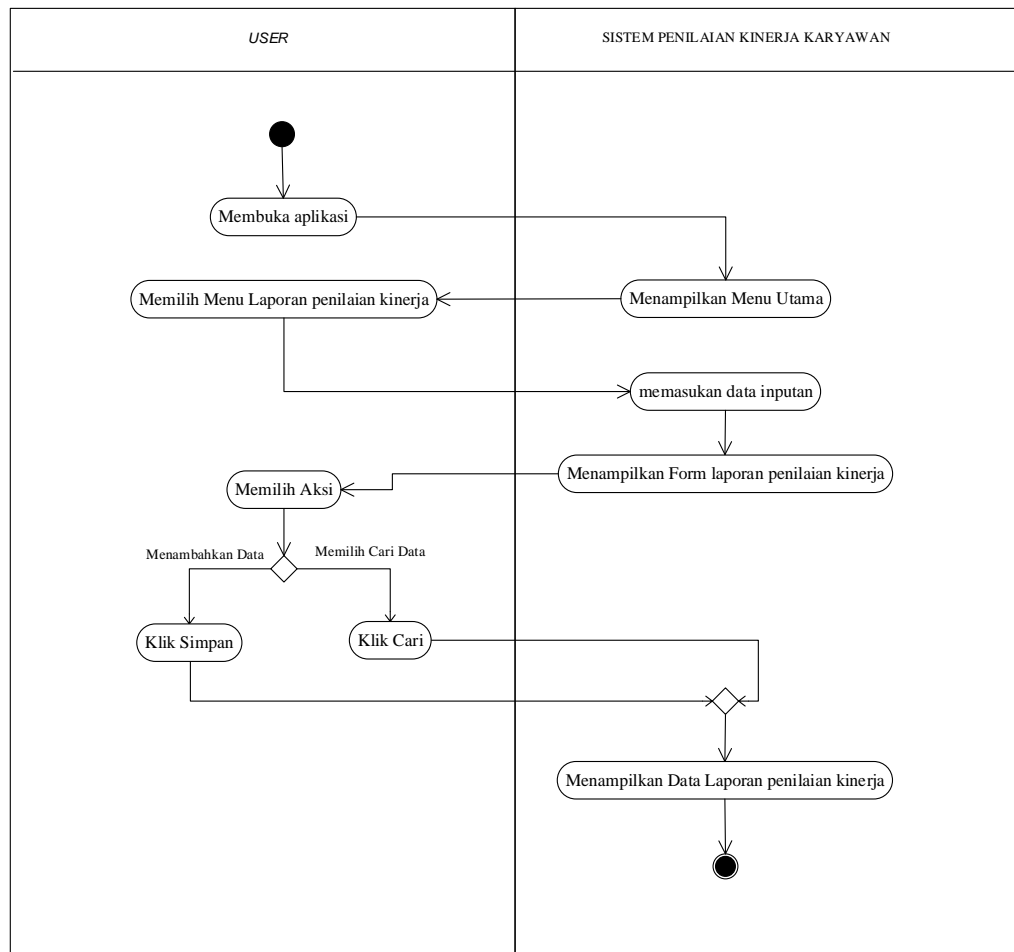 USER
SISTEM PENILAIAN KINERJA KARYAWAN
Membuka aplikasi
Menampilkan Menu Utama
Memilih Menu Laporan penilaian kinerja
memasukan data inputan
Menampilkan Form laporan penilaian kinerja
Memilih Aksi
Menambahkan Data
Memilih Cari Data
Klik Simpan
Klik Cari
Menampilkan Data Laporan penilaian kinerja